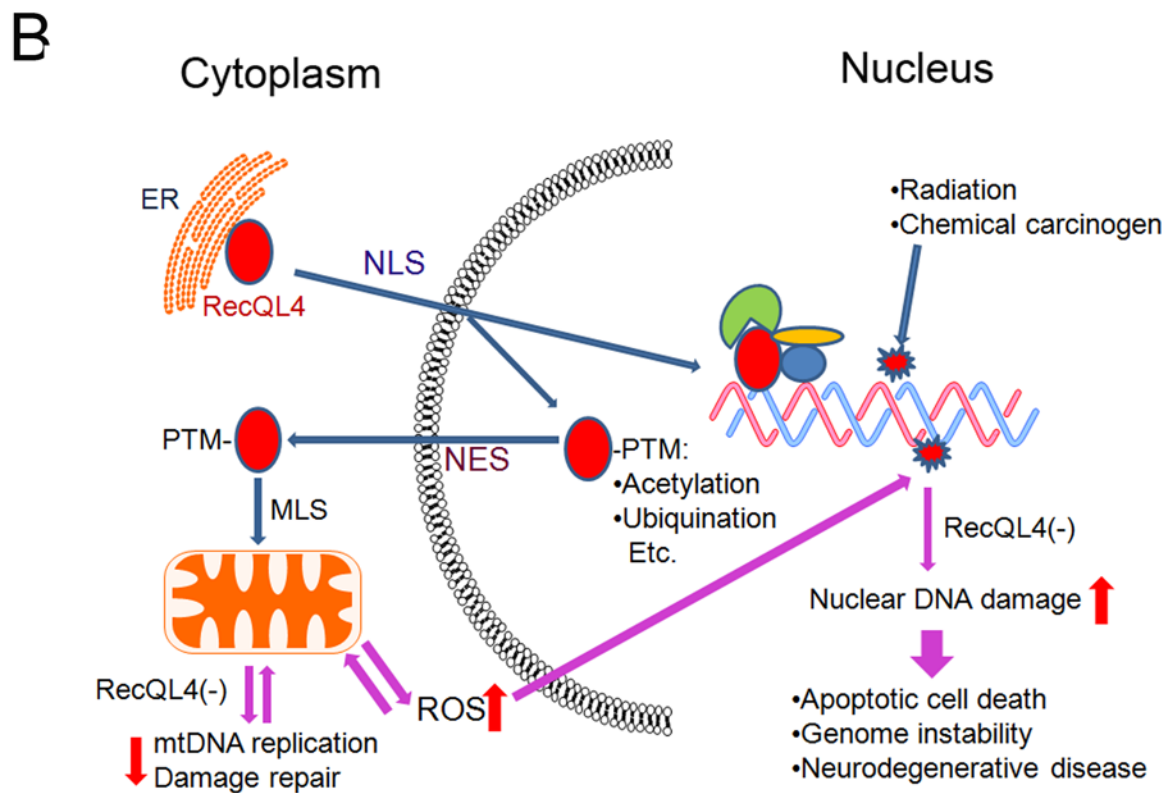 B
Cytoplasm
Nucleus
ER
RecQL4
NLS
•Radiation
•Chemical carcinogen
PTM-
NES
-PTM:
•Acetylation
•Ubiquination
Etc.
MLS
RecQL4(-)
mtDNA replication
Damage repair
ROS
RecQL4(-)
Nuclear DNA damage
•Apoptotic cell death
•Genome instability
•Neurodegenerative disease